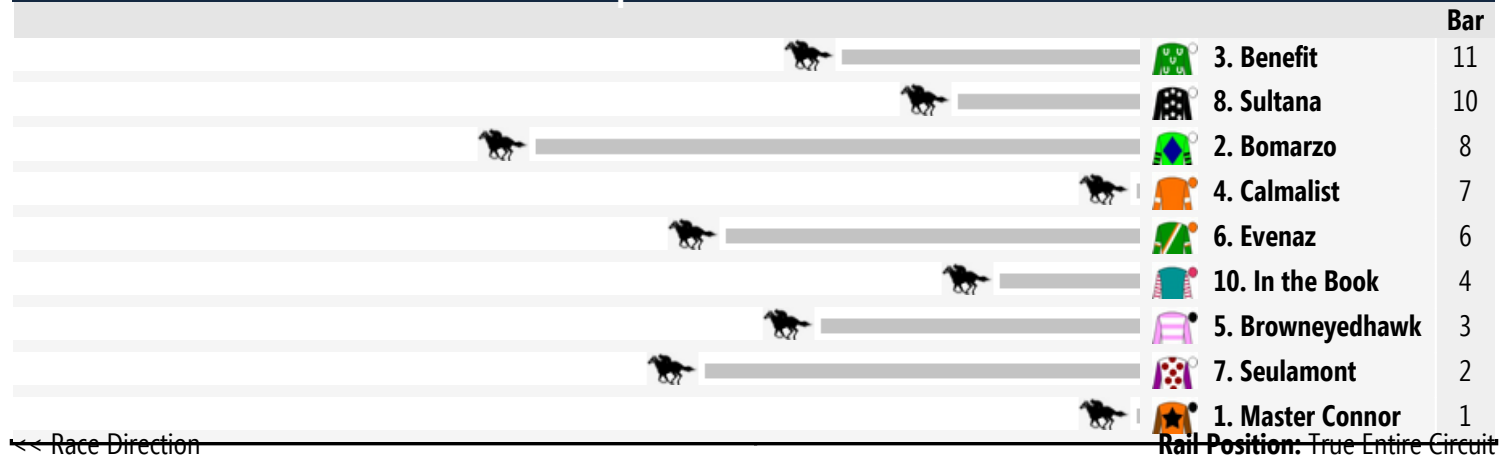 Bar
3. Benefit 11
8. Sultana 10
2. Bomarzo 8
4. Calmalist 7
6. Evenaz 6
10. In the Book 4
5. Browneyedhawk 3
7. Seulamont 2
1. Master Connor 1
<< Race Direction Rail Position: True Entire Circuit